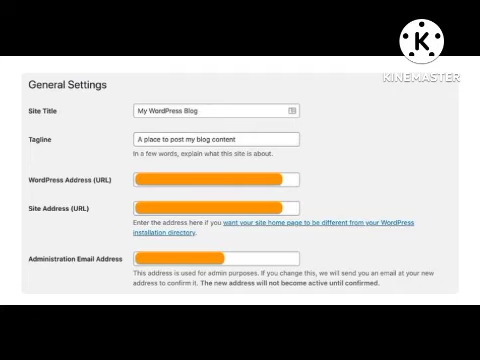 K
KINEMASTER
General Settings
Site Title
My WordPress Blog
Tagline
A place to post my blog content
In a few words, explain what this site is about.
WordPress Address (URL)
Site Address (URL)
Enter the address here if you want your site home page to be different from your WordPress
installation directory.
Administration Email Address
This address is used for admin purposes. If you change this, we will send you an email at your new
address to confirm it. The new address will not become active until confirmed.